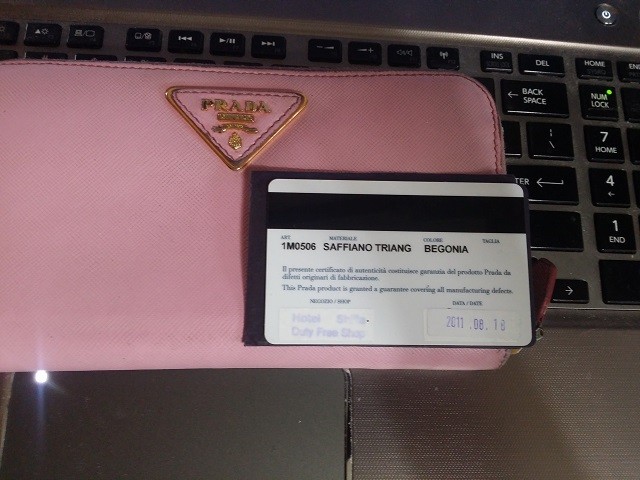 INS
DEL
HOME
END
BACK
SPACE
NUM
LOCK
7
HOME
4
1
END
PRADA
MILANO
ART.
MATERIALE
COLORE
TAGLIA
1M0506 SAFFIANO TRIANG BEGONIA
Il presente certificato di autenticità costituisce garanzia del prodotto Prada da
difetti originari di fabbricazione.
This Prada product is granted a guarantee covering all manufacturing defects.
NEGOZIO / SHOP
DATA / DATE
Hotel
Duty Free Shop
2011 .08. 18